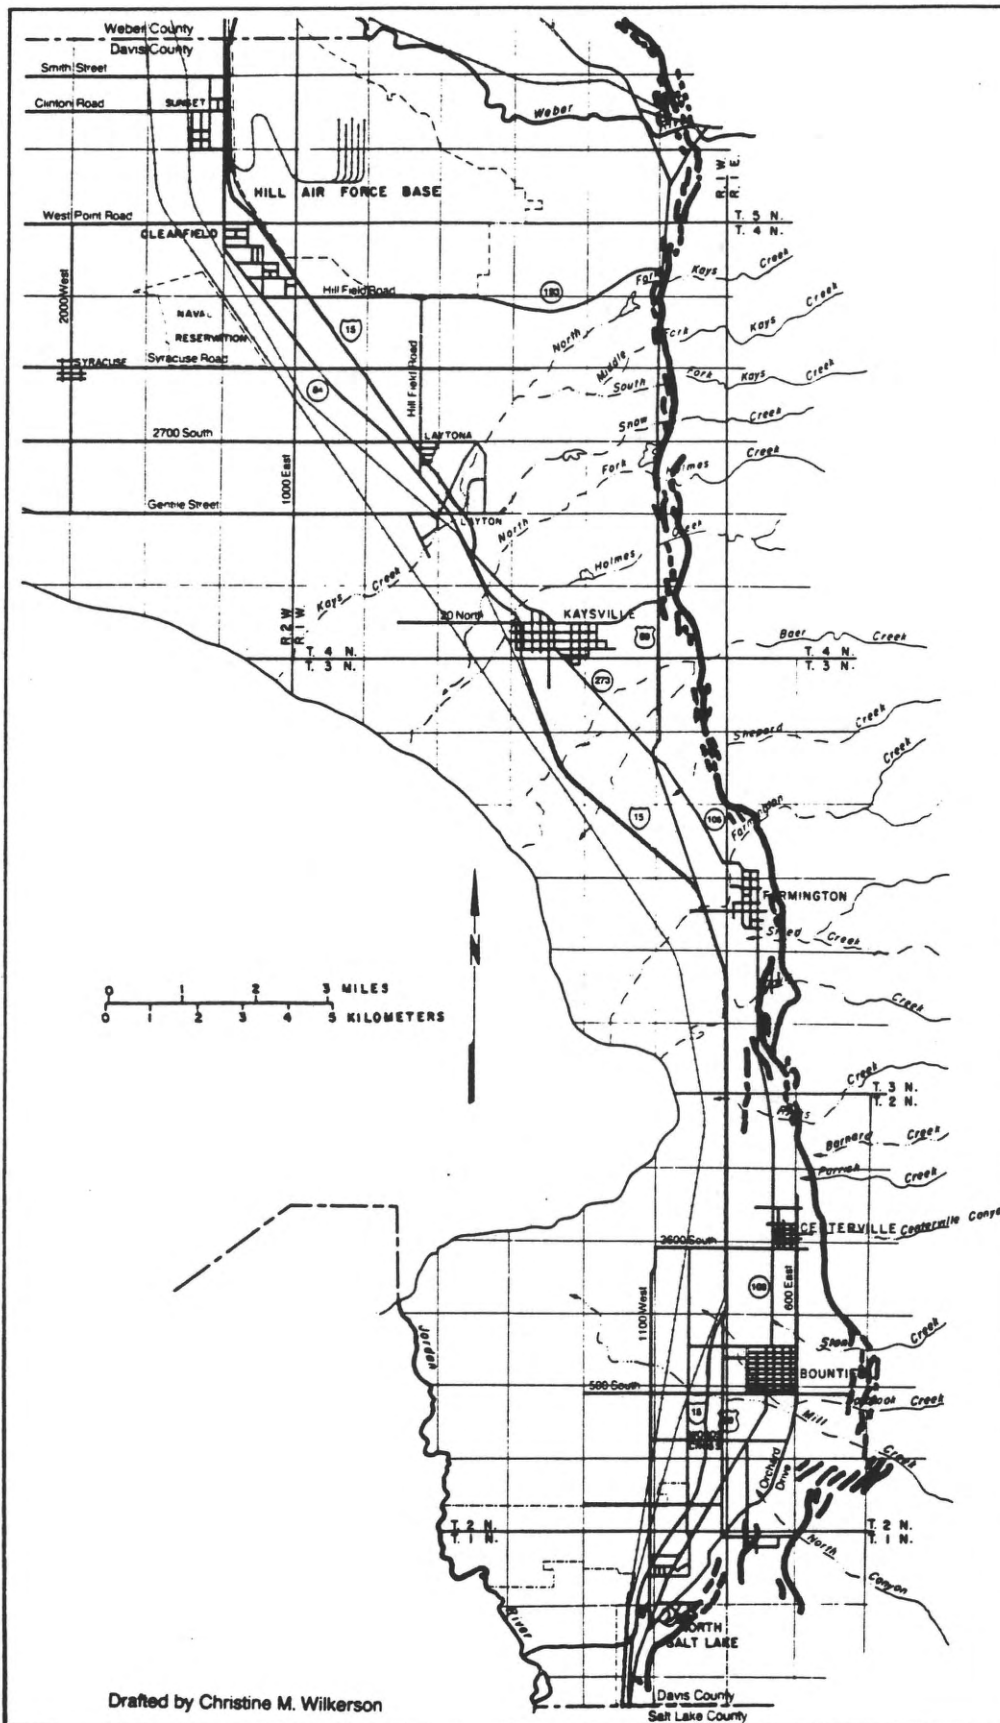 Weber County
Davis County
Smith Street
Clinton Road
SUNSET
Weber
HILL AIR FORCE BASE
R. 1 W.
R. 1 E.
West Point Road
T. 5 N.
T. 4 N.
CLEARFIELD
2000 West
Hill Field Road
193
Fork Kays Creek
North
NAVAL
RESERVATION
15
Middle Fork Kays Creek
SYRACUSE
Syracuse Road
Hill Field Road
South Fork Kays Creek
84
Snow Creek
2700 South
LAYTONA
1000 East
North Fork Holmes Creek
Gentile Street
LAYTON
Creek
Holmes
Kays Creek
R. 2 W.
R. 1 W.
20 North
KAYSVILLE
89
Baer Creek
T. 4 N.
T. 3 N.
T. 4 N.
T. 3 N.
273
Shepard Creek
Creek
15
106
Farmington
FARMINGTON
Creek
N
0 1 2 3 MILES
0 1 2 3 4 5 KILOMETERS
Creek
Creek
T. 3 N.
T. 2 N.
Barnard Creek
Parrish Creek
CENTERVILLE
Centerville
2600 South
1100 West
600 East
Jordan
Creek
BOUNTIFUL
500 South
Creek
15
Mill Creek
Orchard Drive
T. 2 N.
T. 1 N.
T. 2 N.
T. 1 N.
North Canyon
River
NORTH
SALT LAKE
Drafted by Christine M. Wilkerson
Davis County
Salt Lake County